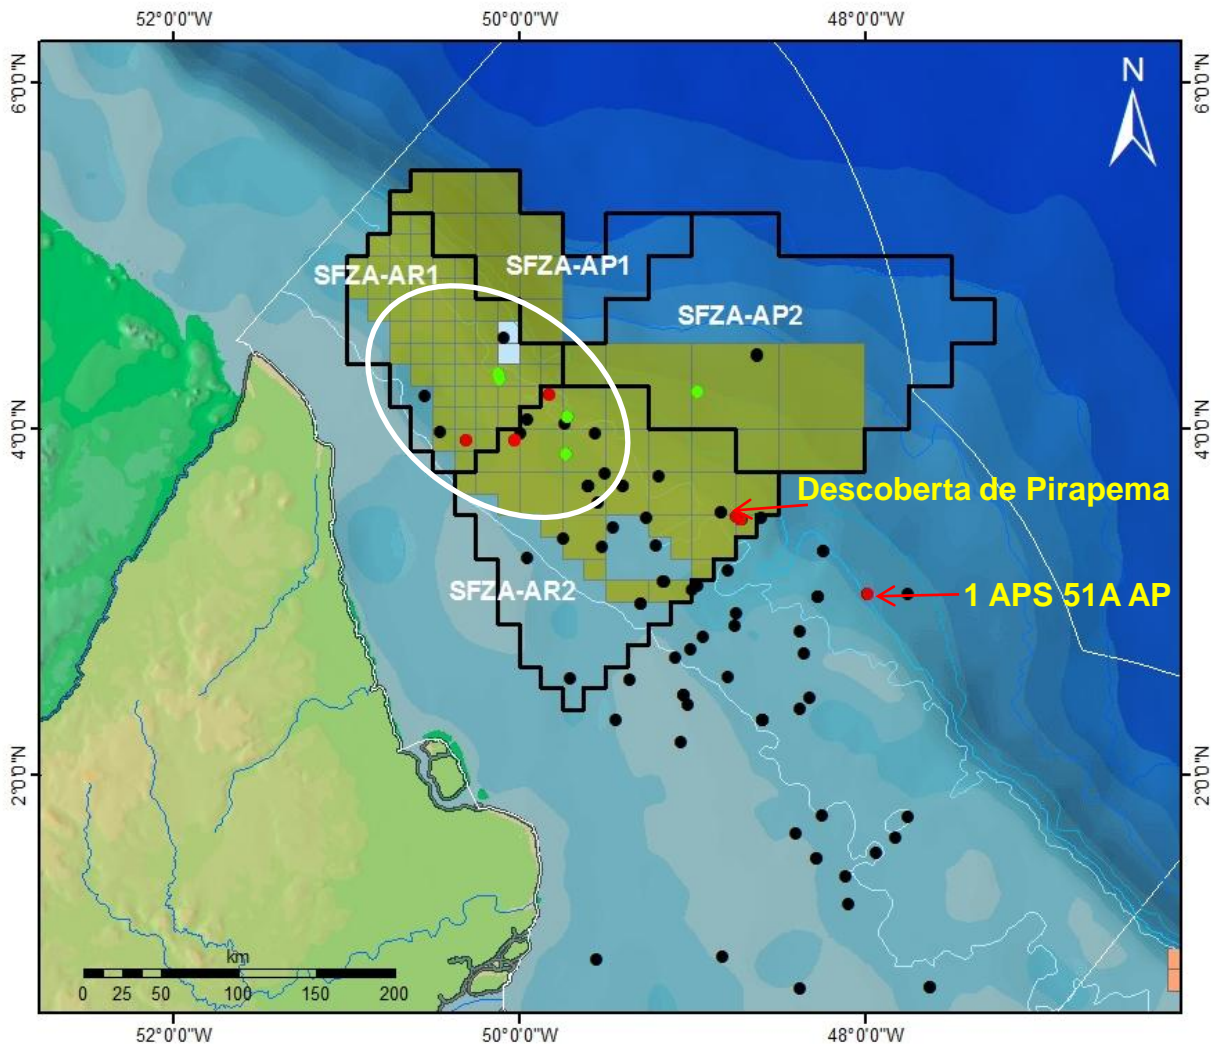 52°0'0"W 50°0'0"W 48°0'0"W
6°0'0"N 6°0'0"N
N
SFZA-AR1 SFZA-AP1
SFZA-AP2
4°0'0"N 4°0'0"N
Descoberta de Pirapema
SFZA-AR2 1 APS 51A AP
2°0'0"N 2°0'0"N
km
0 25 50 100 150 200
52°0'0"W 50°0'0"W 48°0'0"W